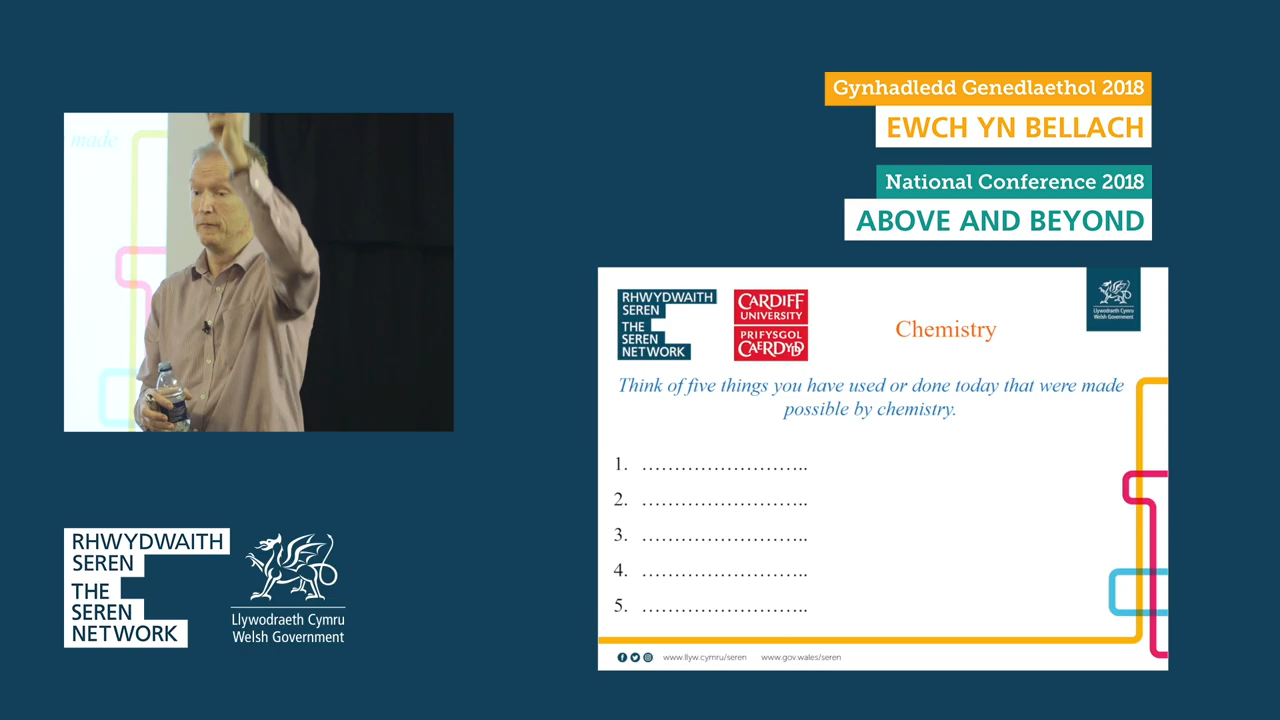 made
Gynhadledd Genedlaethol 2018
EWCH YN BELLACH
National Conference 2018
ABOVE AND BEYOND
RHWYDWAITH
SEREN
THE
SEREN
NETWORK
CARDIFF
UNIVERSITY
PRIFYSGOL
CAERDYDD
Chemistry
Llywodraeth Cymru
Welsh Government
Think of five things you have used or done today that were made
possible by chemistry.
1. ……………………..
2. ……………………..
3. ……………………..
4. ……………………..
5. ……………………..
www.llyw.cymru/seren www.gov.wales/seren
RHWYDWAITH
SEREN
THE
SEREN
NETWORK
Llywodraeth Cymru
Welsh Government